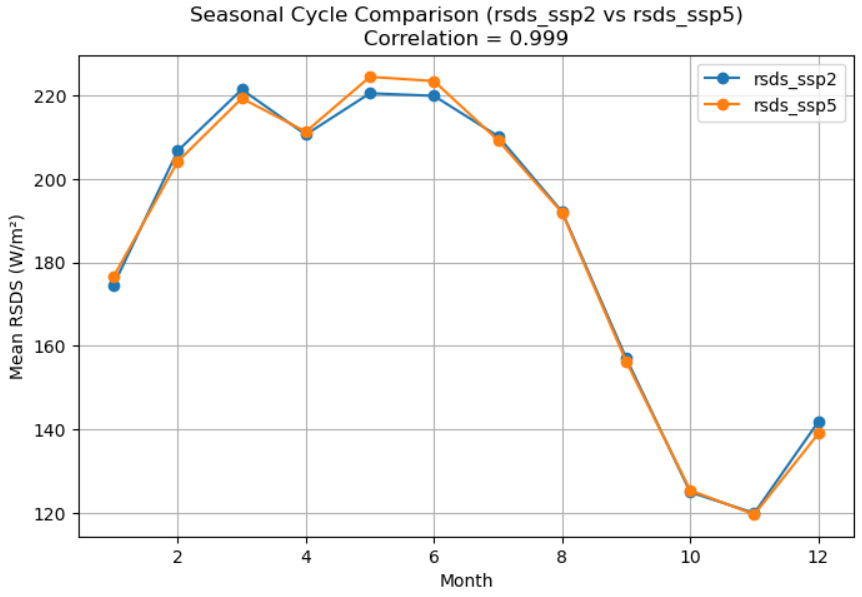 Seasonal Cycle Comparison (rsds_ssp2 vs rsds_ssp5)
Correlation = 0.999
rsds_ssp2
rsds_ssp5
Mean RSDS (W/m²)
220
200
180
160
140
120
2 4 6 8 10 12
Month